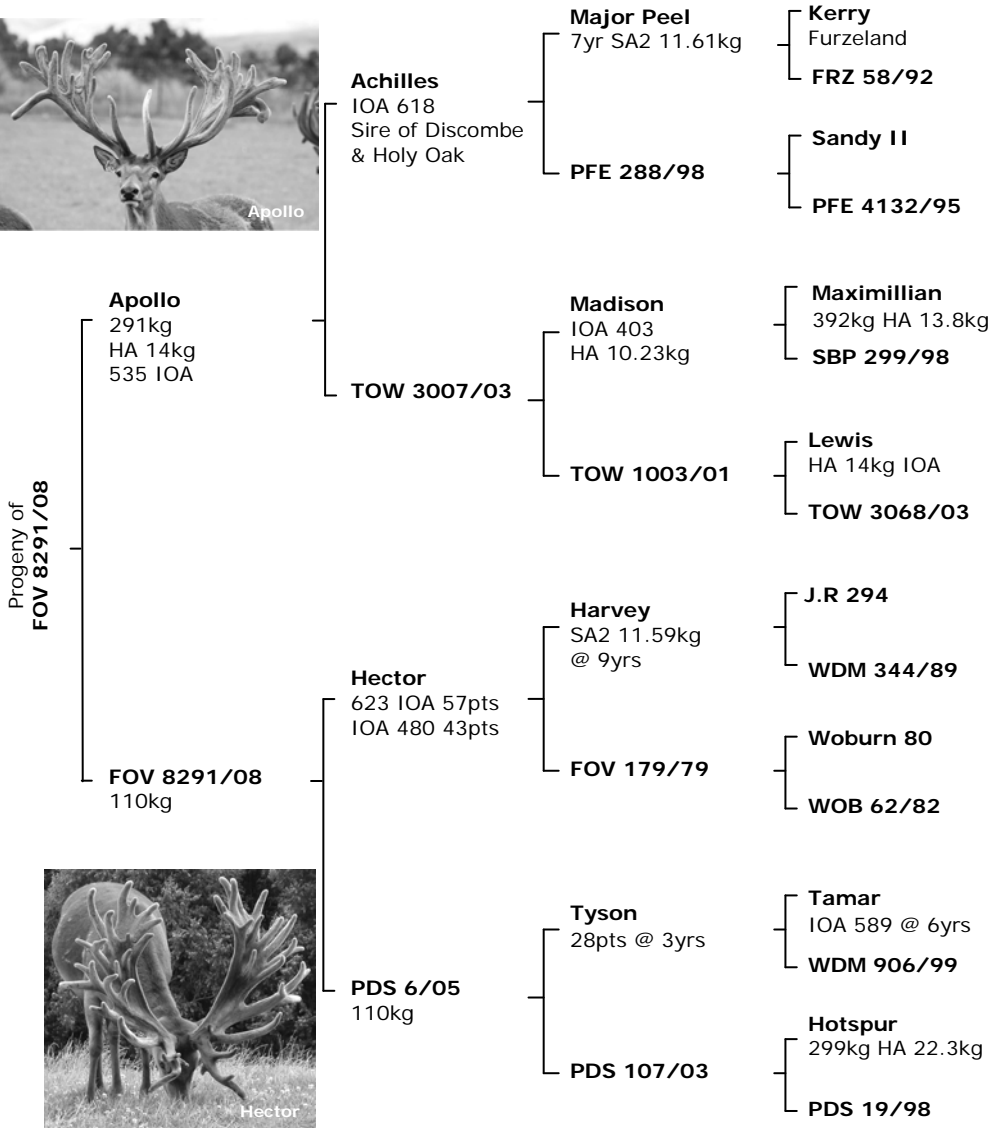 Apollo
Progeny of
FOV 8291/08
Apollo
291kg
HA 14kg
535 IOA
FOV 8291/08
110kg
Hector
Achilles
IOA 618
Sire of Discombe
& Holy Oak
TOW 3007/03
Hector
623 IOA 57pts
IOA 480 43pts
PDS 6/05
110kg
Major Peel
7yr SA2 11.61kg
PFE 288/98
Madison
IOA 403
HA 10.23kg
TOW 1003/01
Harvey
SA2 11.59kg
@ 9yrs
FOV 179/79
Tyson
28pts @ 3yrs
PDS 107/03
Kerry
Furzeland
FRZ 58/92
Sandy II
PFE 4132/95
Maximillian
392kg HA 13.8kg
SBP 299/98
Lewis
HA 14kg IOA
TOW 3068/03
J.R 294
WDM 344/89
Woburn 80
WOB 62/82
Tamar
IOA 589 @ 6yrs
WDM 906/99
Hotspur
299kg HA 22.3kg
PDS 19/98